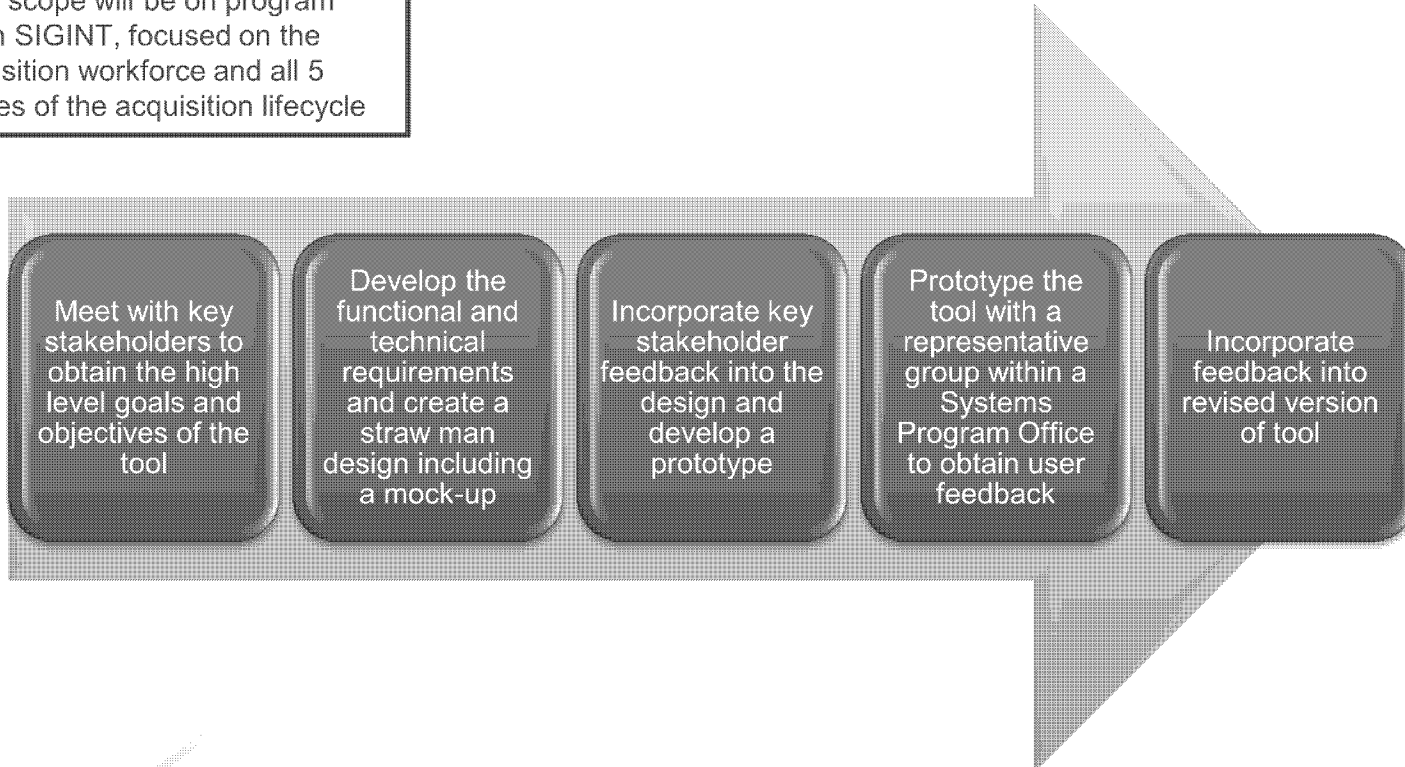 scope will be on program
SIGINT, focused on the
sition workforce and all 5
es of the acquisition lifecycle
Meet with key
stakeholders to
obtain the high
level goals and
objectives of the
tool
Develop the
functional and
technical
requirements
and create a
straw man
design including
a mock-up
Incorporate key
stakeholder
feedback into the
design and
develop a
prototype
Prototype the
tool with a
representative
group within a
Systems
Program Office
to obtain user
feedback
Incorporate
feedback into
revised version
of tool